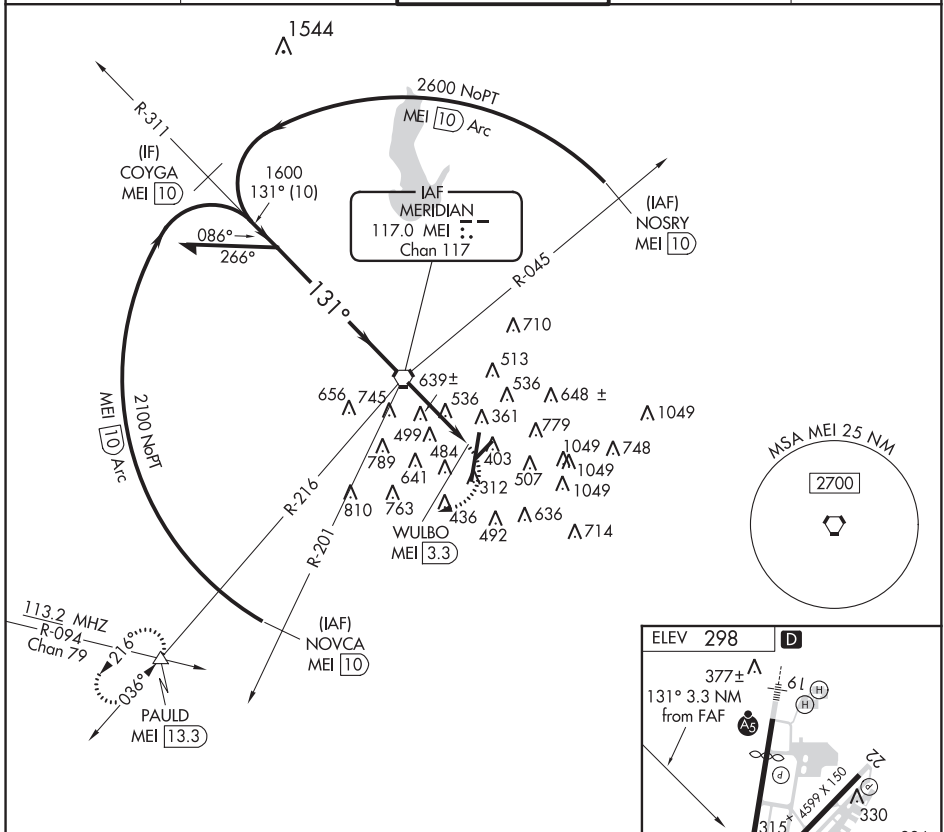 1544
2600 NoPT
MEI 10 Arc
R-311
(IF)
COYGA
MEI 10
1600
131° (10)
IAF
MERIDIAN
117.0 MEI
Chan 117
(IAF)
NOSRY
MEI 10
086°
266°
R-045
131°
710
513
639±
536
648 ±
656
745
536
361
1049
779
499
1049
748
789
484
403
1049
641
507
312
1049
810
763
436
636
492
714
WULBO
MEI 3.3
2100 NoPT
MEI 10 Arc
R-216
R-201
MSA MEI 25 NM
2700
113.2 MHZ
R-094
Chan 79
216°
036°
PAULD
MEI 13.3
(IAF)
NOVCA
MEI 10
ELEV 298
D
377±
131° 3.3 NM
from FAF
19
H
H
A5
P
22
P
4599 X 150
315+
330